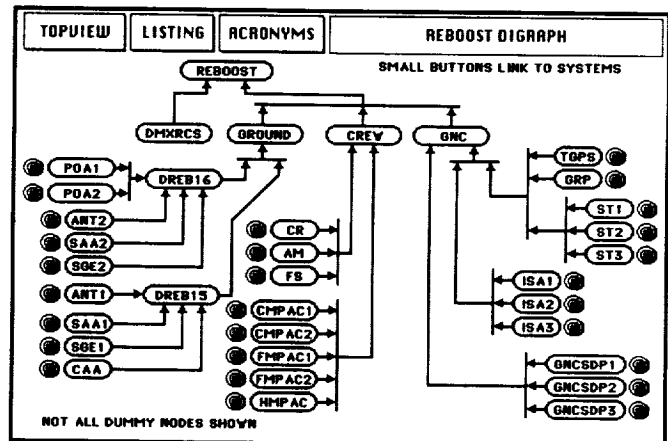 TOPVIEW LISTING ACRONYMS REBOOST DIGRAPH
REBOOST SMALL BUTTONS LINK TO SYSTEMS
DMXRCS GROUND CREW GNC
POA1 DREB16 TGPS
POA2 GRP
ANT2 ST1
SAA2 CR ST2
SGE2 AM ST3
FS
ANT1 DREB15 ISA1
SAA1 CMPAC1 ISA2
SGE1 CMPAC2 ISA3
CAA FMPAC1 GNCSDP1
FMPAC2 GNCSDP2
HMPAC GNCSDP3
NOT ALL DUMMY NODES SHOWN